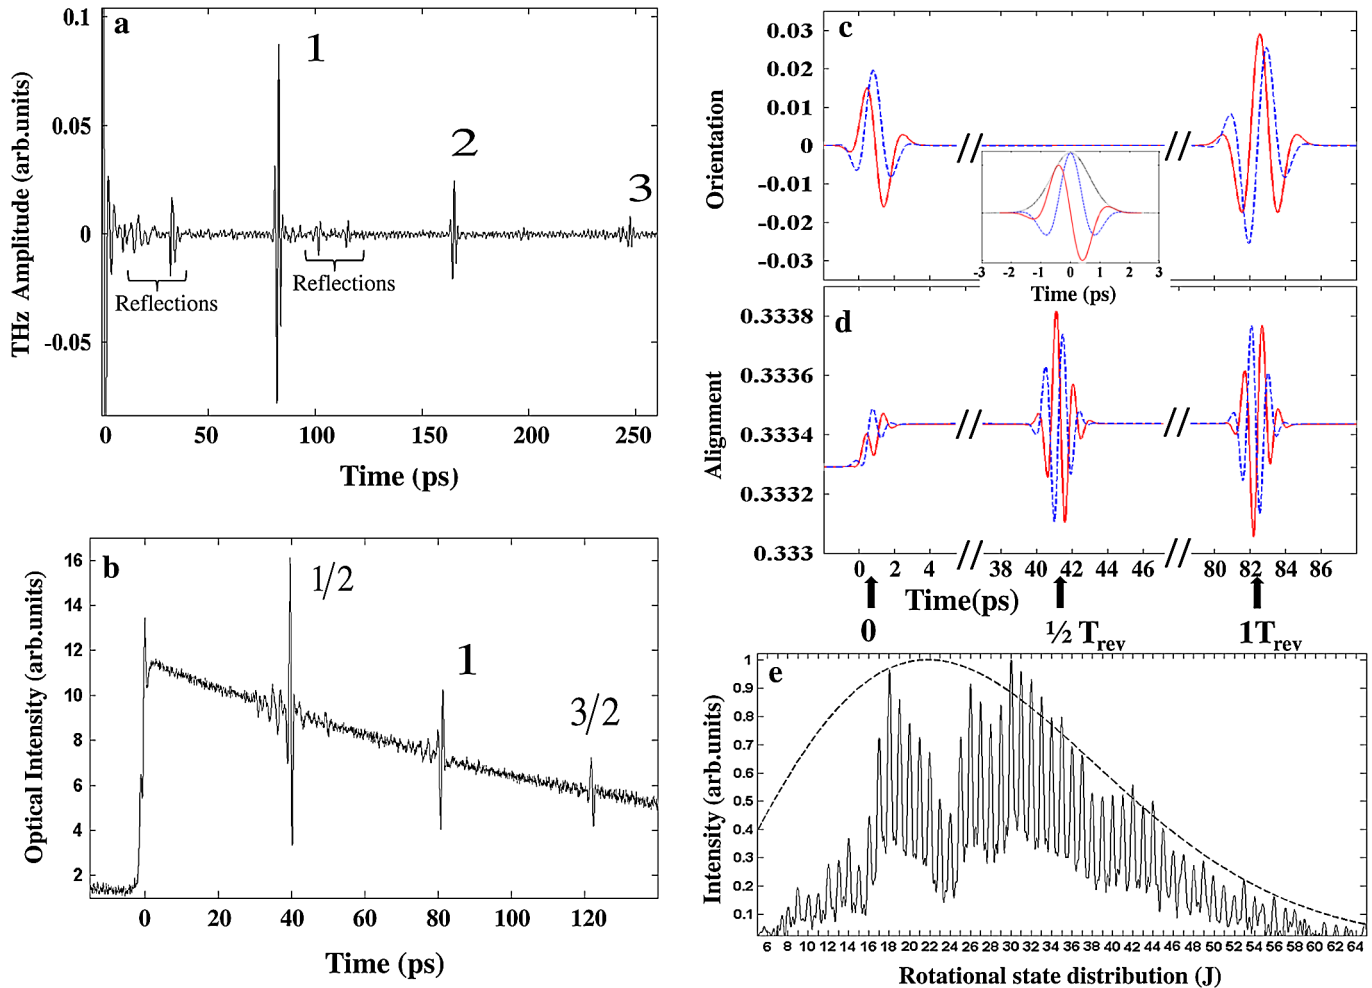 a
0.1
0.05
0
-0.05
THz Amplitude (arb.units)
1
2
3
Reflections
Reflections
0 50 100 150 200 250
Time (ps)
b
16
14
12
10
8
6
4
2
Optical Intensity (arb.units)
1/2
1
3/2
0 20 40 60 80 100 120
Time (ps)
c
0.03
0.02
0.01
0
-0.01
-0.02
-0.03
Orientation
-3 -2 -1 0 1 2 3
Time (ps)
d
0.3338
0.3336
0.3334
0.3332
0.333
Alignment
0 2 4 38 40 42 44 46 80 82 84 86
Time(ps)
0
½ Trev
1Trev
e
1
0.9
0.8
0.7
0.6
0.5
0.4
0.3
0.2
0.1
Intensity (arb.units)
6 8 10 12 14 16 18 20 22 24 26 28 30 32 34 36 38 40 42 44 46 48 50 52 54 56 58 60 62 64
Rotational state distribution (J)